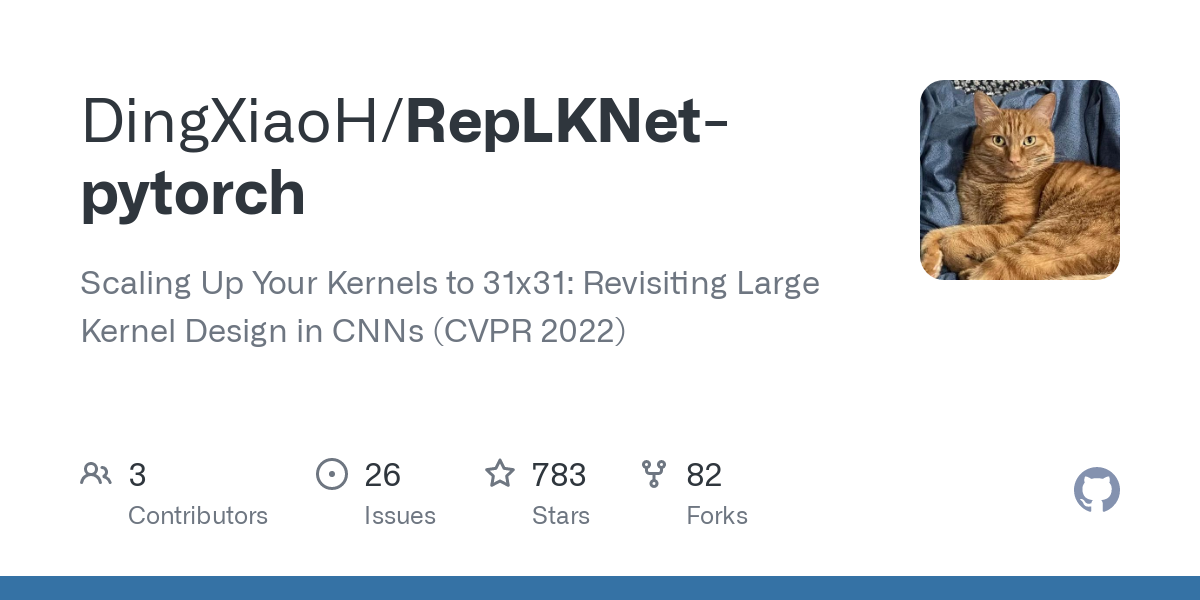 DingXiaoH/RepLKNet-
pytorch
Scaling Up Your Kernels to 31x31: Revisiting Large
Kernel Design in CNNs (CVPR 2022)
3 26 783 82
Contributors Issues Stars Forks